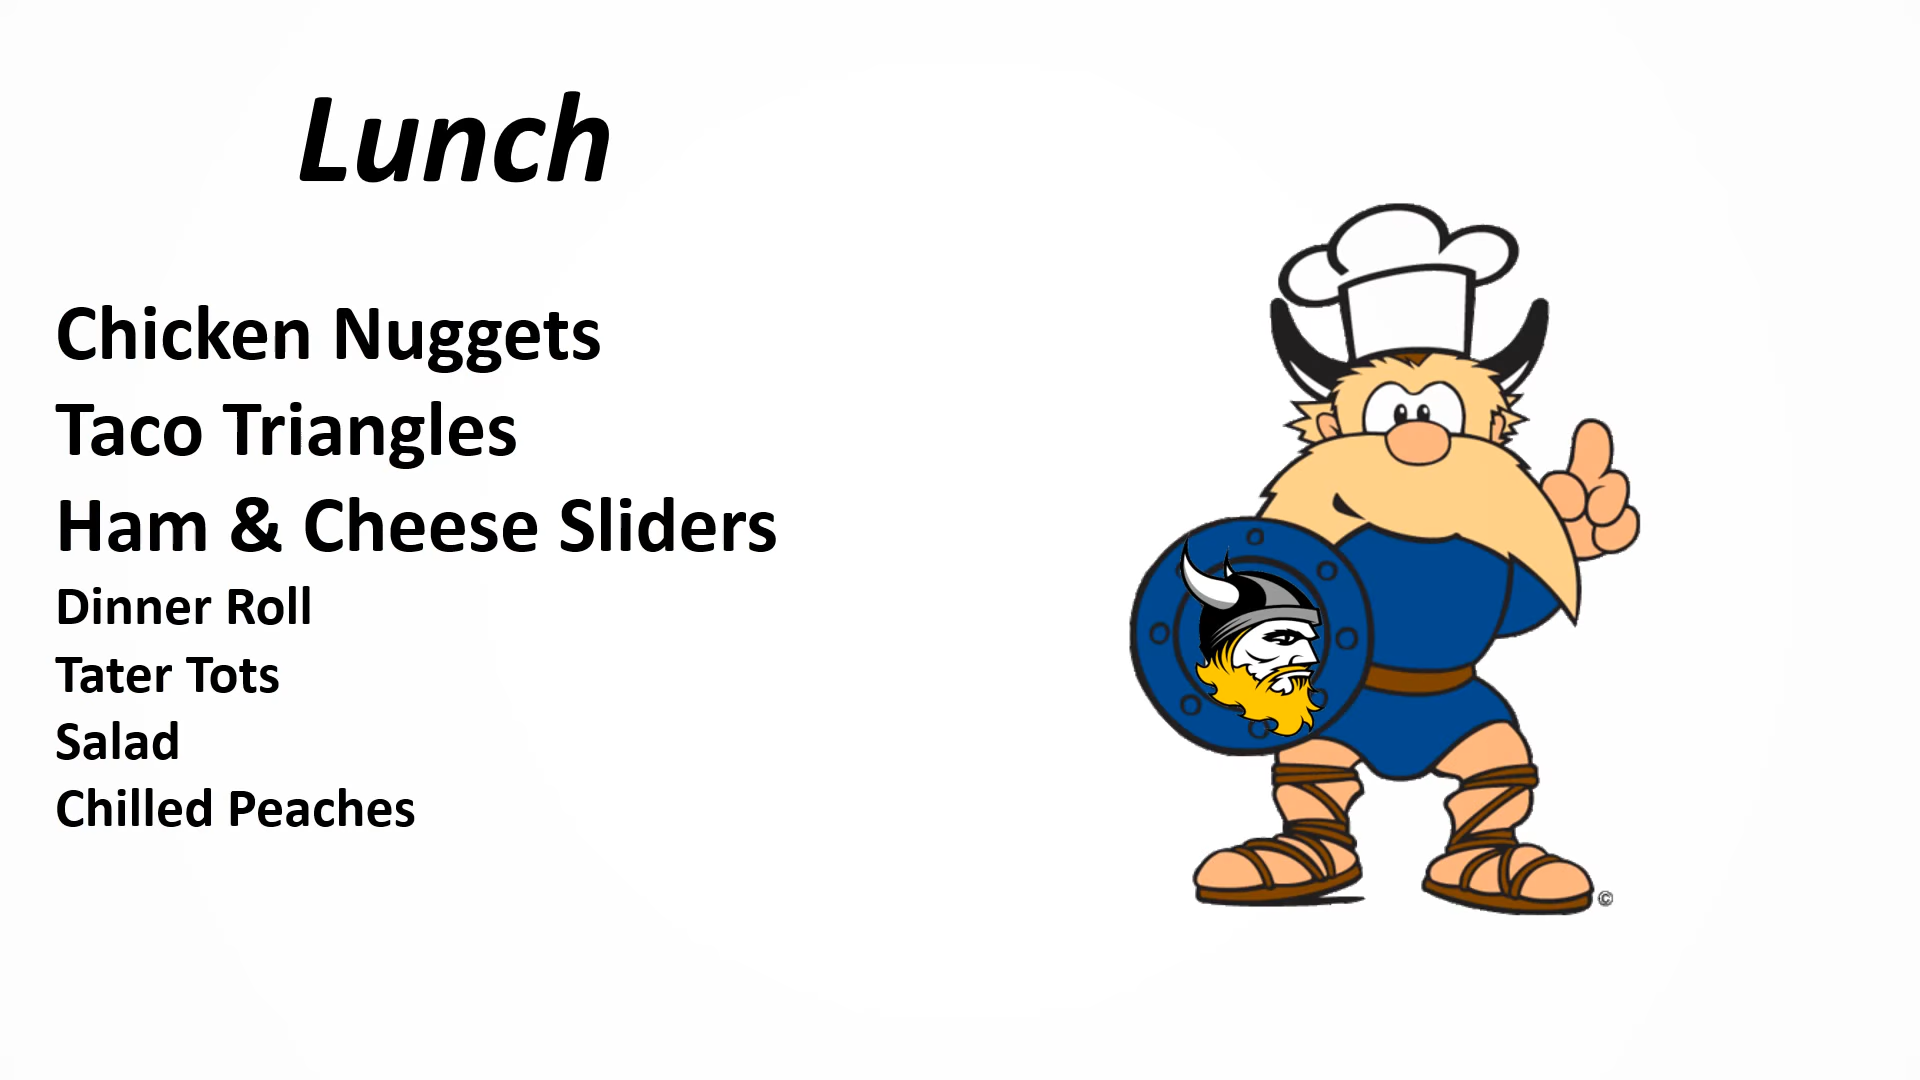 Lunch
Chicken Nuggets
Taco Triangles
Ham & Cheese Sliders
Dinner Roll
Tater Tots
Salad
Chilled Peaches
©